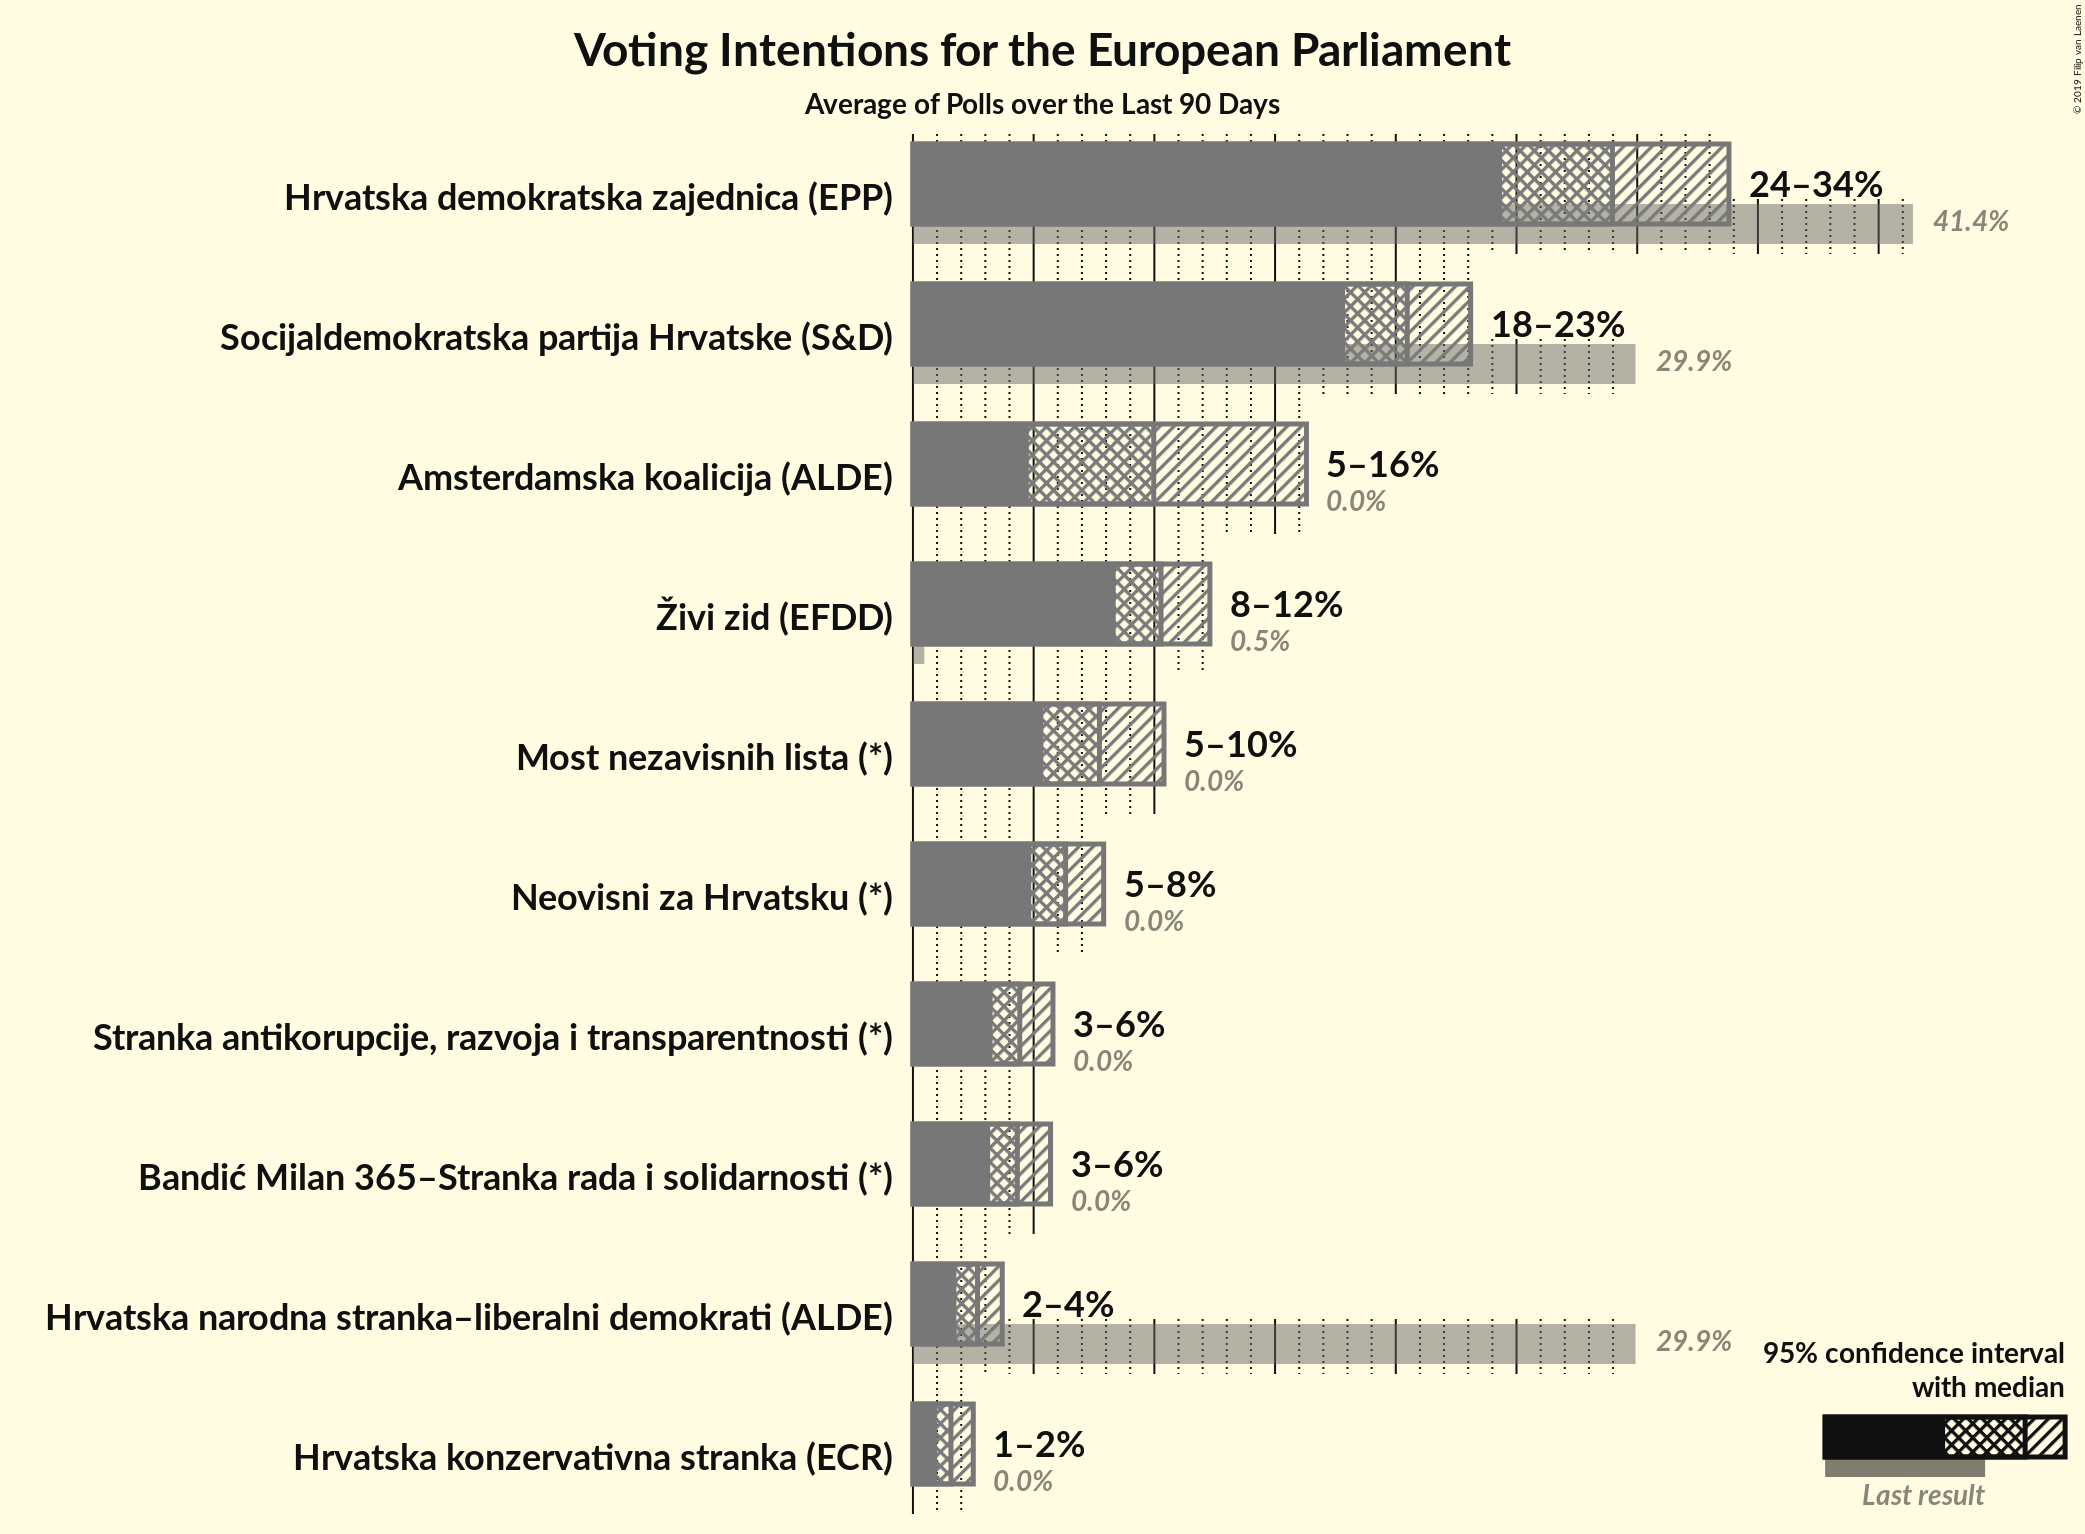 Voting Intentions for the European Parliament
Average of Polls over the Last 90 Days
© 2019 Filip van Laenen
Hrvatska demokratska zajednica (EPP)
24–34%
41.4%
Socijaldemokratska partija Hrvatske (S&D)
18–23%
29.9%
Amsterdamska koalicija (ALDE)
5–16%
0.0%
Živi zid (EFDD)
8–12%
0.5%
Most nezavisnih lista (*)
5–10%
0.0%
Neovisni za Hrvatsku (*)
5–8%
0.0%
Stranka antikorupcije, razvoja i transparentnosti (*)
3–6%
0.0%
Bandić Milan 365–Stranka rada i solidarnosti (*)
3–6%
0.0%
Hrvatska narodna stranka–liberalni demokrati (ALDE)
2–4%
29.9%
Hrvatska konzervativna stranka (ECR)
1–2%
0.0%
95% confidence interval
with median
Last result